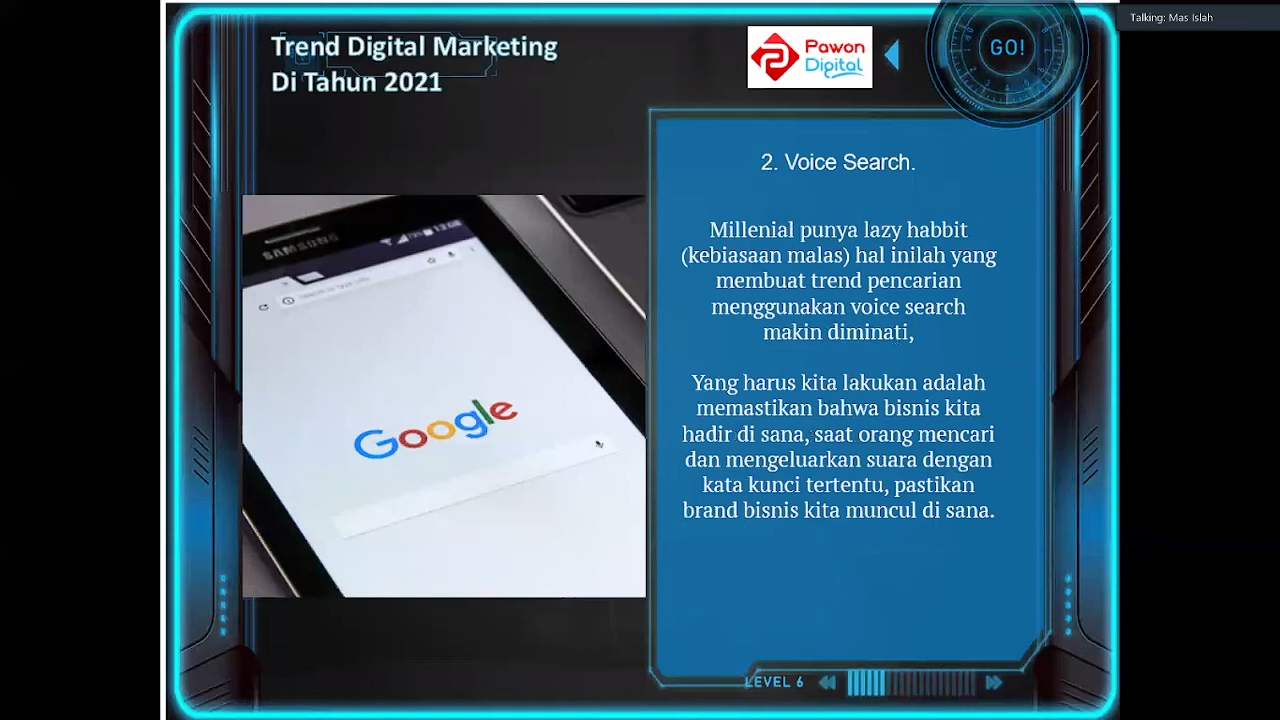 Talking: Mas Islah
Trend Digital Marketing
Di Tahun 2021
Pawon
Digital
GO!
2. Voice Search.
Millenial punya lazy habbit
(kebiasaan malas) hal inilah yang
membuat trend pencarian
menggunakan voice search
makin diminati,
Yang harus kita lakukan adalah
memastikan bahwa bisnis kita
hadir di sana, saat orang mencari
dan mengeluarkan suara dengan
kata kunci tertentu, pastikan
brand bisnis kita muncul di sana.
SAMSUNG
Google
LEVEL 6